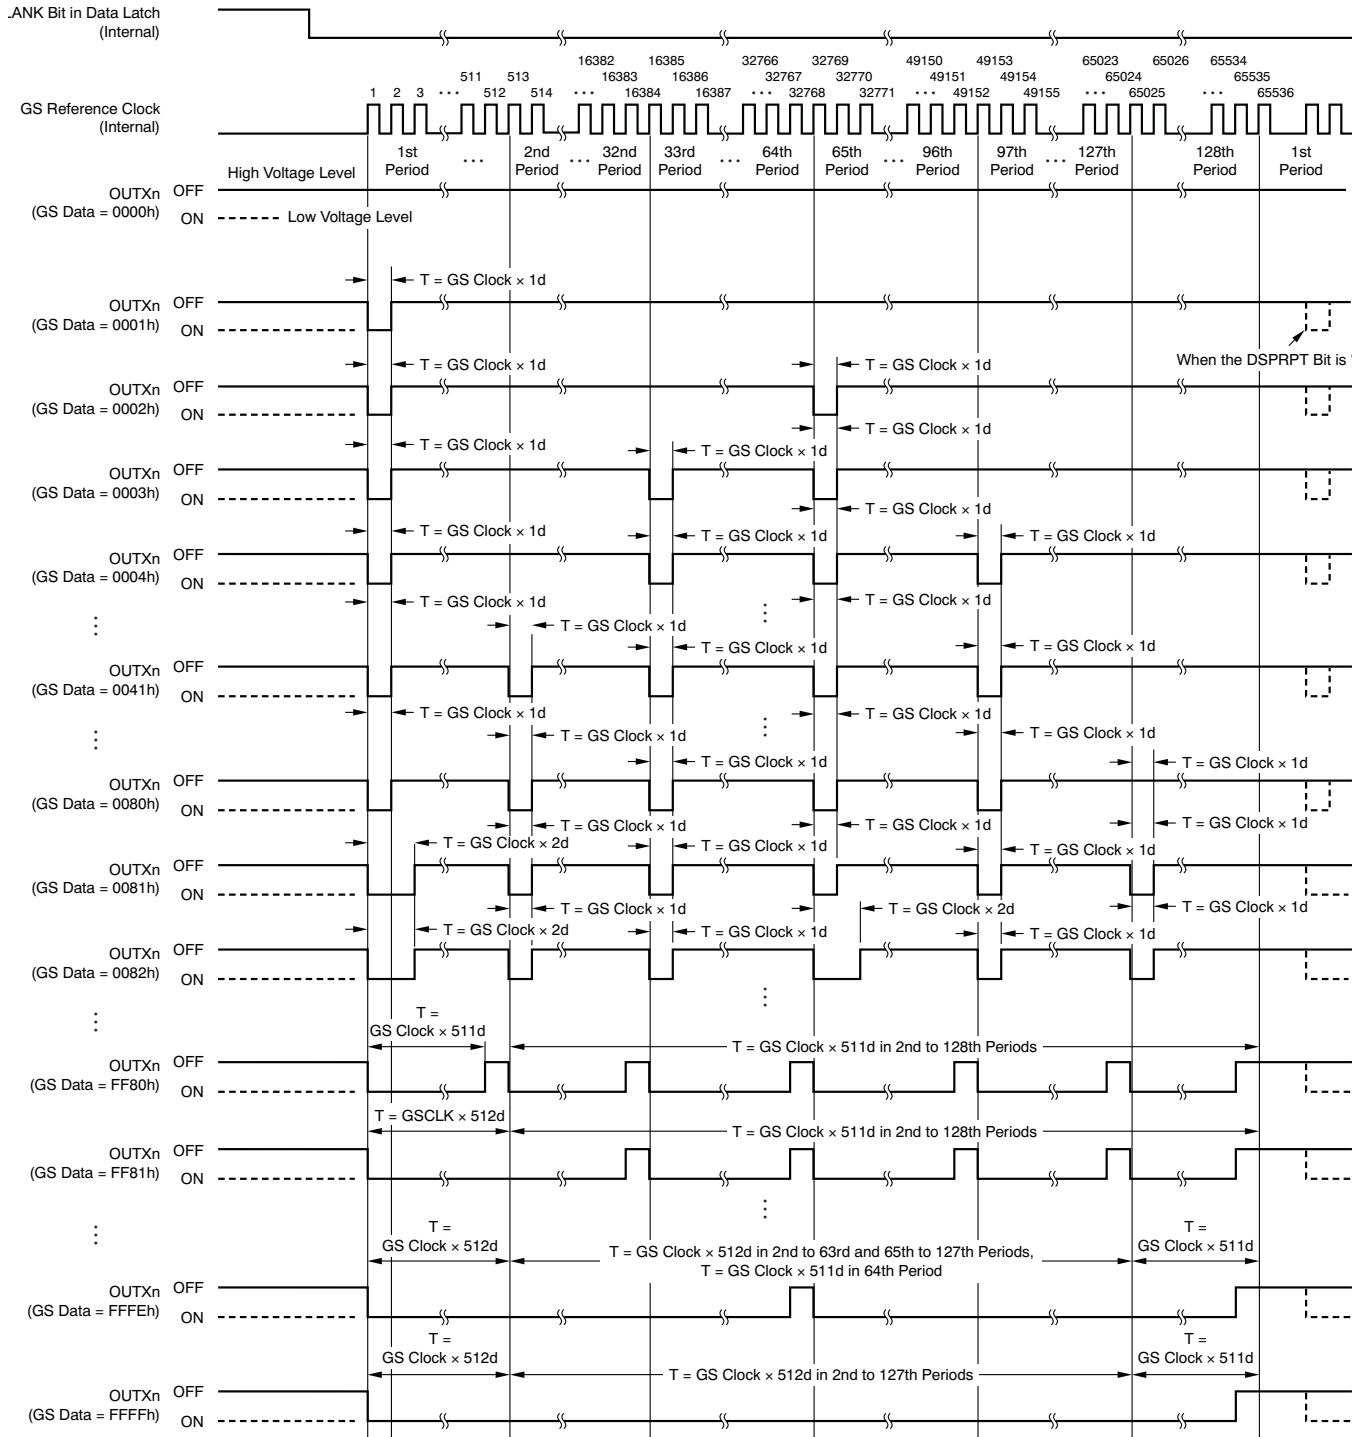 .ANK Bit in Data Latch
(Internal)
16382 16385 32766 32769 49150 49153 65023 65026 65534
511 513 16383 16386 32767 32770 49151 49154 65024 65535
1 2 3 ... 512 514 ... 16384 16387 ... 32768 32771 ... 49152 49155 ... 65025 ... 65536
GS Reference Clock
(Internal)
1st Period ... 2nd Period ... 32nd Period 33rd Period ... 64th Period 65th Period ... 96th Period 97th Period ... 127th Period 128th Period 1st Period
High Voltage Level
OUTXn
(GS Data = 0000h)
OFF
ON
Low Voltage Level
T = GS Clock × 1d
OUTXn
(GS Data = 0001h)
OFF
ON
When the DSPRPT Bit is '
T = GS Clock × 1d T = GS Clock × 1d
OUTXn
(GS Data = 0002h)
OFF
ON
T = GS Clock × 1d
T = GS Clock × 1d T = GS Clock × 1d
OUTXn
(GS Data = 0003h)
OFF
ON
T = GS Clock × 1d
T = GS Clock × 1d T = GS Clock × 1d T = GS Clock × 1d
OUTXn
(GS Data = 0004h)
OFF
ON
T = GS Clock × 1d T = GS Clock × 1d
T = GS Clock × 1d
T = GS Clock × 1d T = GS Clock × 1d
OUTXn
(GS Data = 0041h)
OFF
ON
T = GS Clock × 1d T = GS Clock × 1d
T = GS Clock × 1d T = GS Clock × 1d
T = GS Clock × 1d T = GS Clock × 1d
OUTXn
(GS Data = 0080h)
OFF
ON
T = GS Clock × 1d T = GS Clock × 1d T = GS Clock × 1d
T = GS Clock × 2d T = GS Clock × 1d T = GS Clock × 1d
OUTXn
(GS Data = 0081h)
OFF
ON
T = GS Clock × 1d T = GS Clock × 2d T = GS Clock × 1d
T = GS Clock × 2d T = GS Clock × 1d T = GS Clock × 1d
OUTXn
(GS Data = 0082h)
OFF
ON
T =
GS Clock × 511d
T = GS Clock × 511d in 2nd to 128th Periods
OUTXn
(GS Data = FF80h)
OFF
ON
T = GSCLK × 512d
T = GS Clock × 511d in 2nd to 128th Periods
OUTXn
(GS Data = FF81h)
OFF
ON
T =
GS Clock × 512d
T = GS Clock × 512d in 2nd to 63rd and 65th to 127th Periods,
T = GS Clock × 511d in 64th Period
T =
GS Clock × 511d
OUTXn
(GS Data = FFFEh)
OFF
ON
T =
GS Clock × 512d
T = GS Clock × 512d in 2nd to 127th Periods
T =
GS Clock × 511d
OUTXn
(GS Data = FFFFh)
OFF
ON